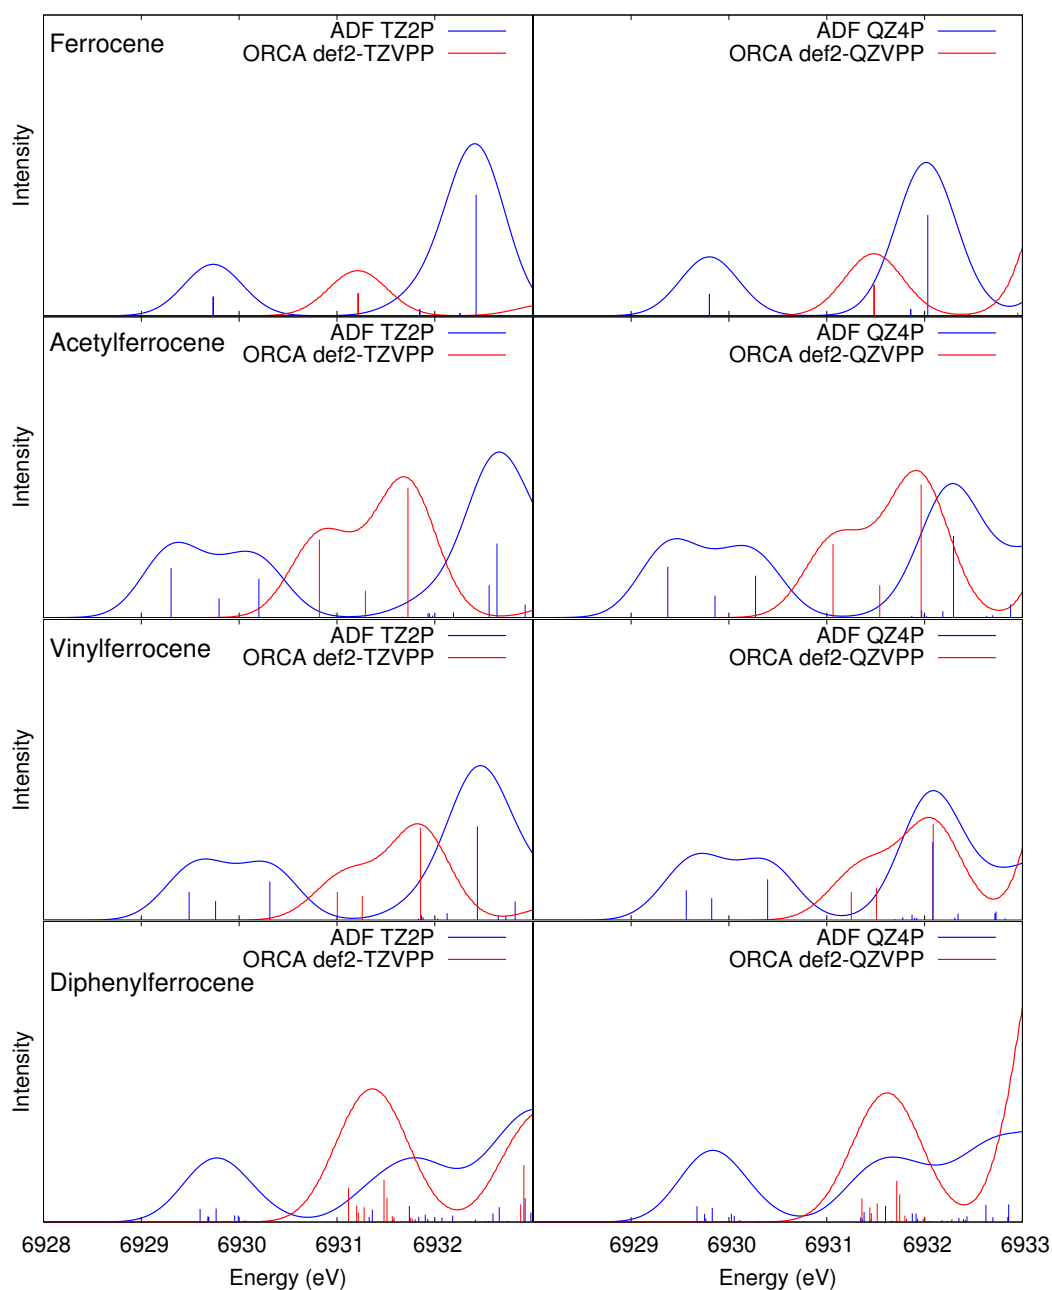 Ferrocene
ADF TZ2P
ORCA def2-TZVPP
ADF QZ4P
ORCA def2-QZVPP
Intensity
Acetylferrocene
ADF TZ2P
ORCA def2-TZVPP
ADF QZ4P
ORCA def2-QZVPP
Intensity
Vinylferrocene
ADF TZ2P
ORCA def2-TZVPP
ADF QZ4P
ORCA def2-QZVPP
Intensity
Diphenylferrocene
ADF TZ2P
ORCA def2-TZVPP
ADF QZ4P
ORCA def2-QZVPP
Intensity
6928 6929 6930 6931 6932
6929 6930 6931 6932 6933
Energy (eV)
Energy (eV)